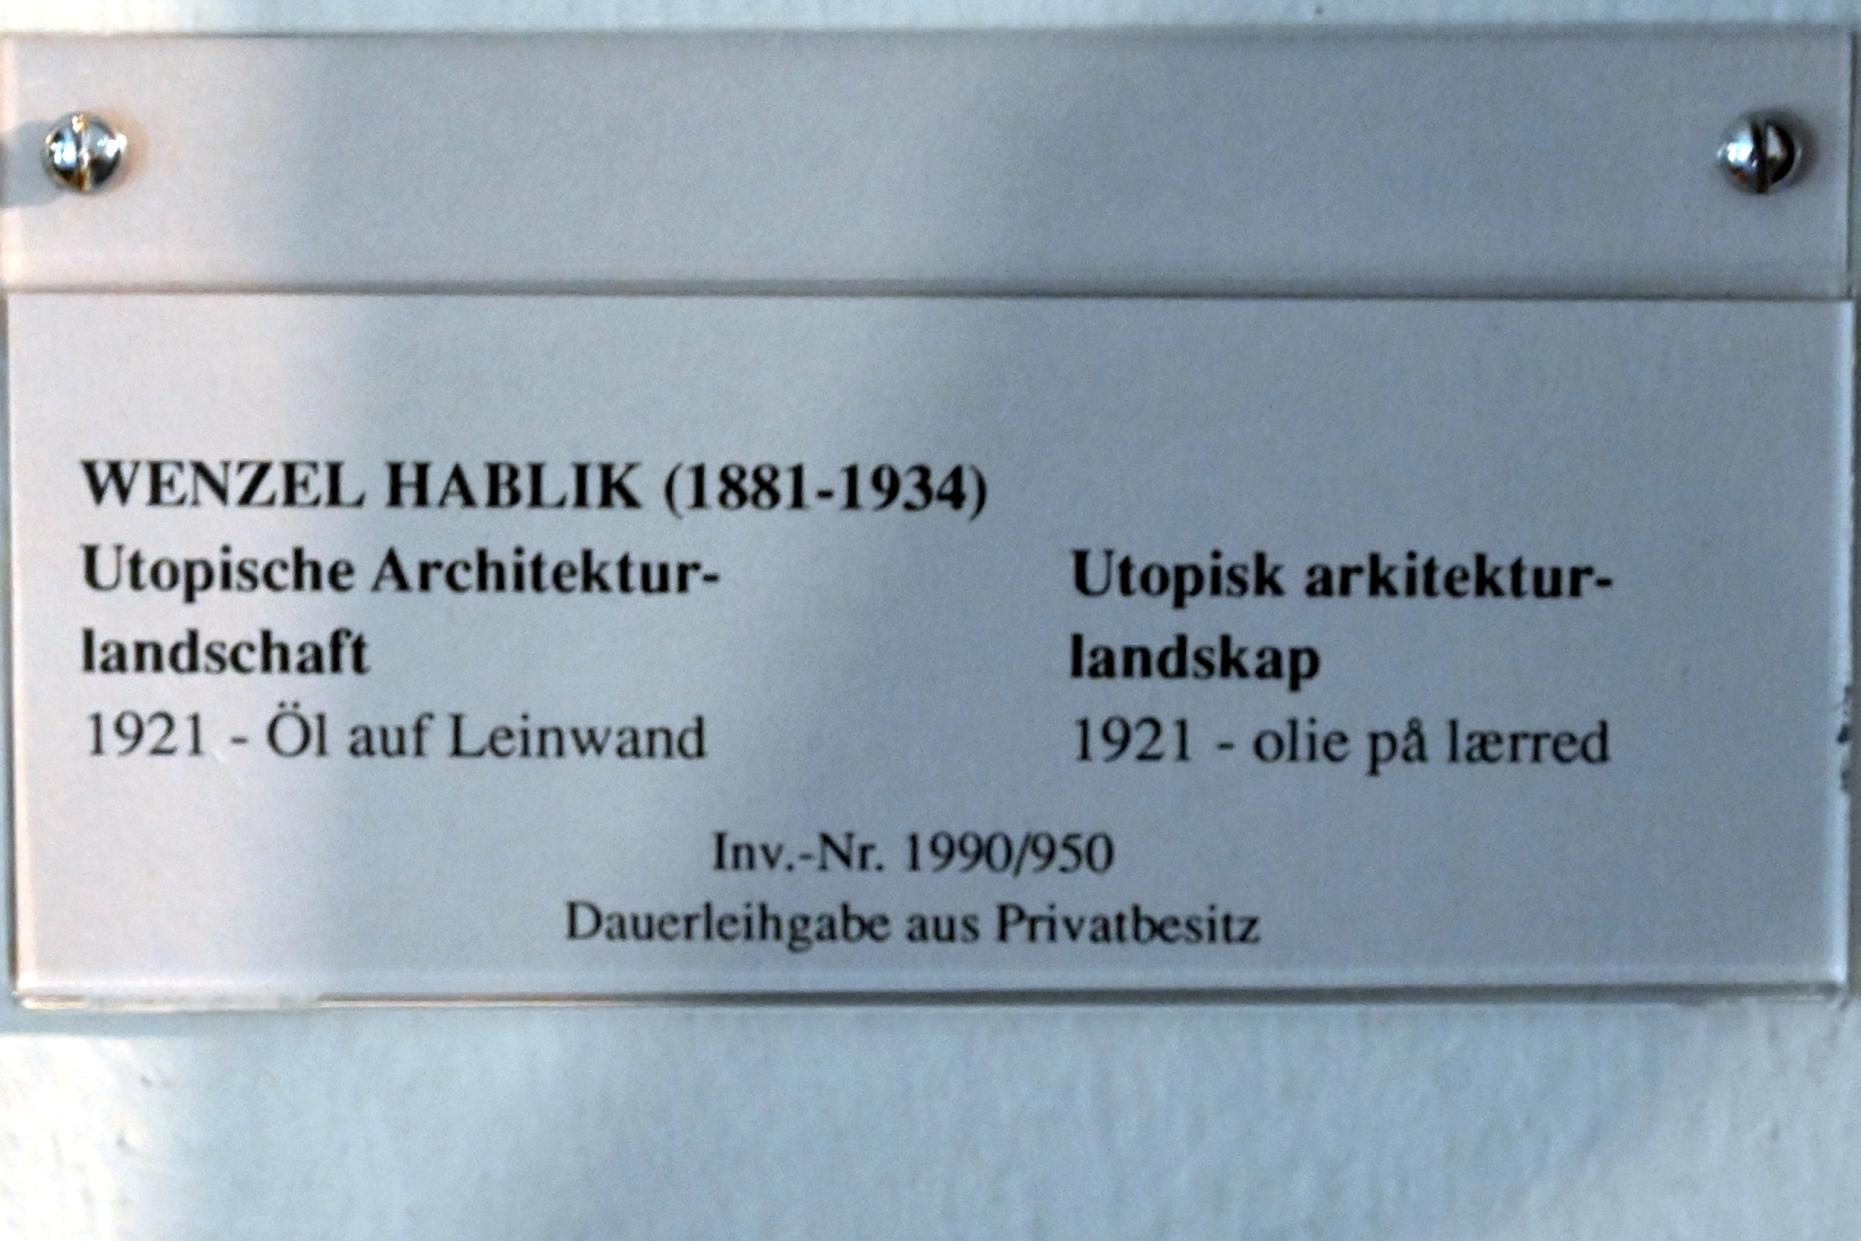 WENZEL HABLIK (1881-1934)
Utopische Architektur-
landschaft
1921 - Öl auf Leinwand
Utopisk arkitektur-
landskap
1921 - olie på lærred
Inv.-Nr. 1990/950
Dauerleihgabe aus Privatbesitz